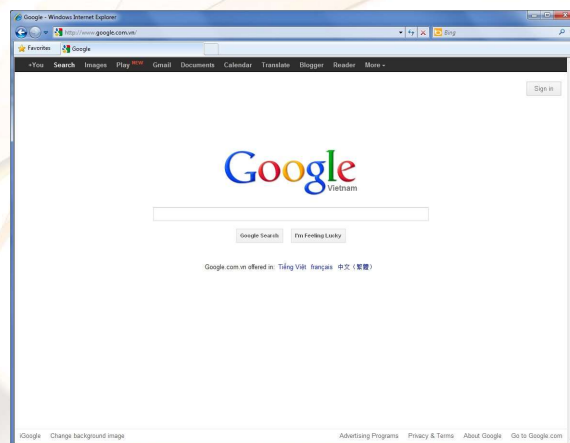 Google - Windows Internet Explorer
http://www.google.com.vn/
Bing
Favorites
Google
+You Search Images Play NEW Gmail Documents Calendar Translate Blogger Reader More
Sign in
Google
Vietnam
Google Search
I'm Feeling Lucky
Google.com.vn offered in: Tiếng Việt français 中文 (繁體)
iGoogle Change background image Advertising Programs Privacy & Terms About Google Go to Google.com